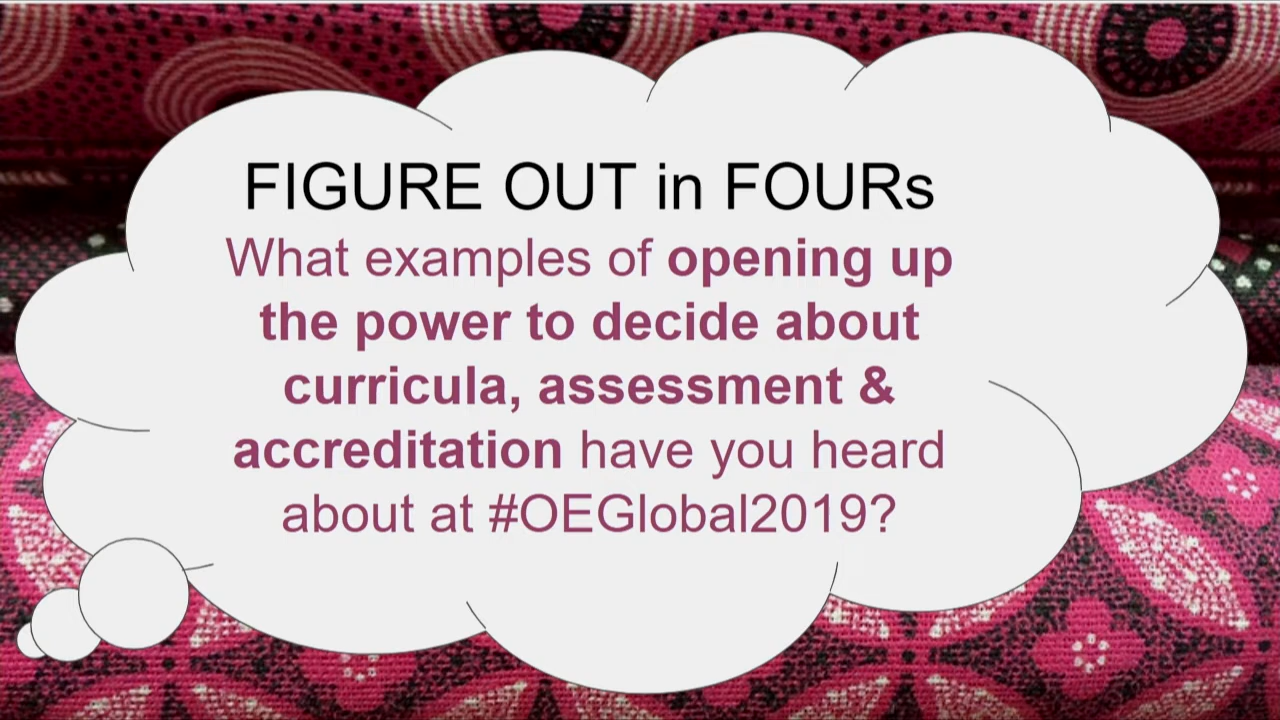 FIGURE OUT in FOURs
What examples of opening up
the power to decide about
curricula, assessment &
accreditation have you heard
about at #OEGlobal2019?